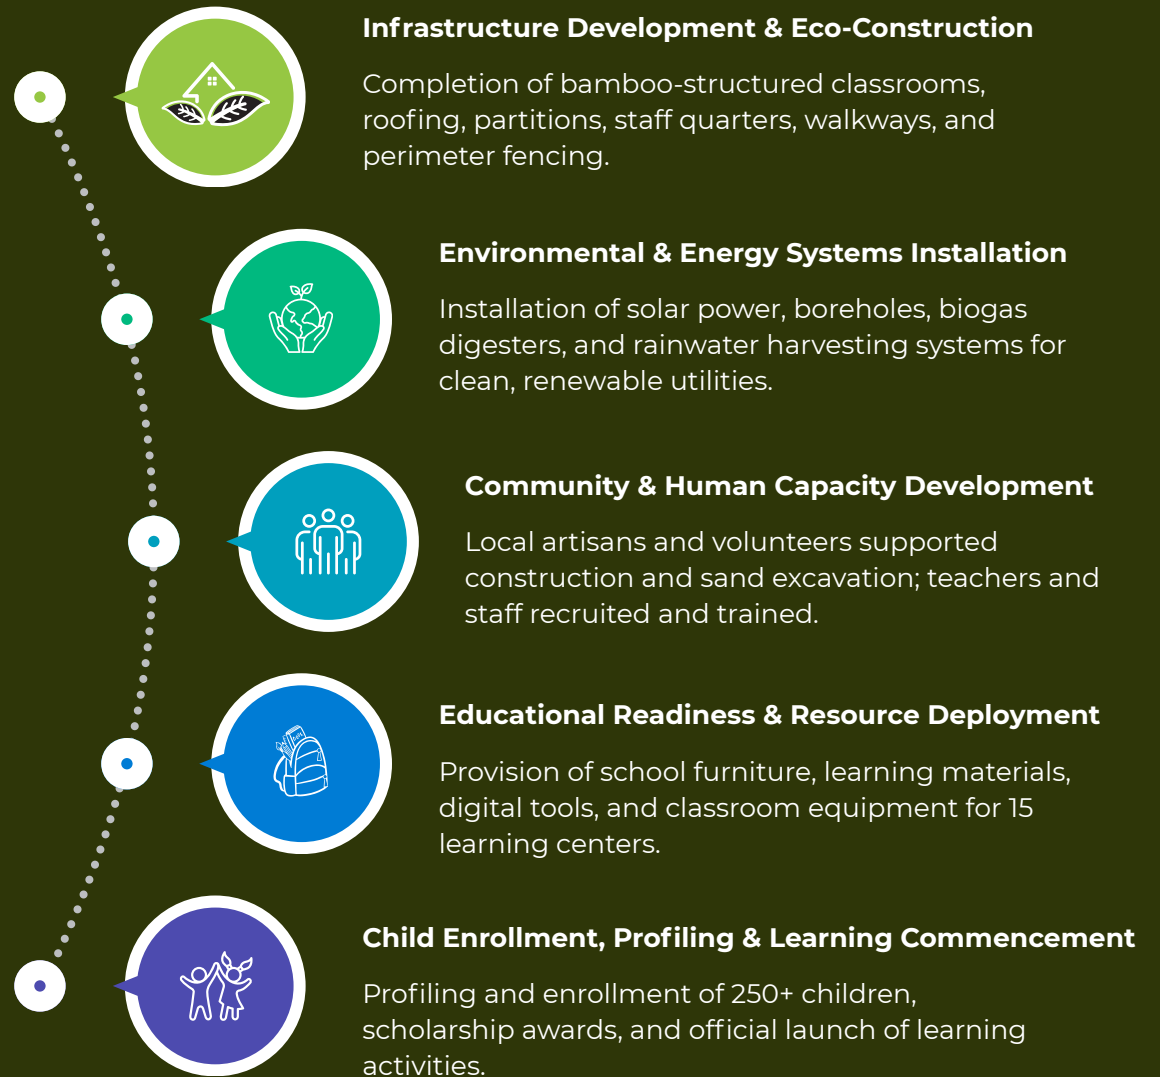 Infrastructure Development & Eco-Construction
Completion of bamboo-structured classrooms,
roofing, partitions, staff quarters, walkways, and
perimeter fencing.
Environmental & Energy Systems Installation
Installation of solar power, boreholes, biogas
digesters, and rainwater harvesting systems for
clean, renewable utilities.
Community & Human Capacity Development
Local artisans and volunteers supported
construction and sand excavation; teachers and
staff recruited and trained.
Educational Readiness & Resource Deployment
Provision of school furniture, learning materials,
digital tools, and classroom equipment for 15
learning centers.
Child Enrollment, Profiling & Learning Commencement
Profiling and enrollment of 250+ children,
scholarship awards, and official launch of learning
activities.